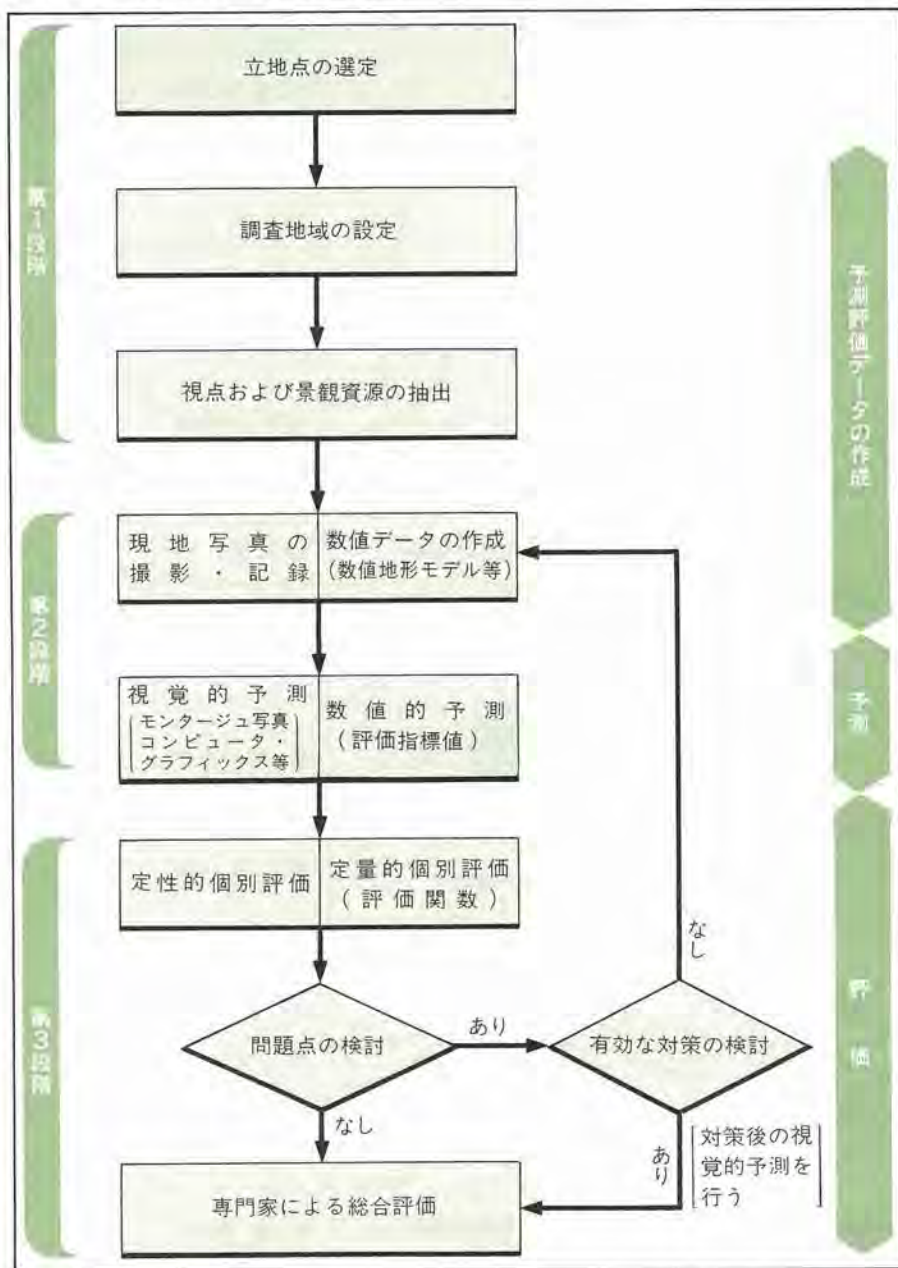 第1段階
立地点の選定
調査地域の設定
視点および景観資源の抽出
予測評価データの作成
第2段階
現地写真の
撮影・記録
数値データの作成
(数値地形モデル等)
視覚的予測
モンタージュ写真
コンピュータ・
グラフィックス等
数値的予測
(評価指標値)
予測
第3段階
定性的個別評価
定量的個別評価
(評価関数)
問題点の検討
あり
有効な対策の検討
なし
なし
あり
対策後の視
覚的予測を
行う
専門家による総合評価
評価